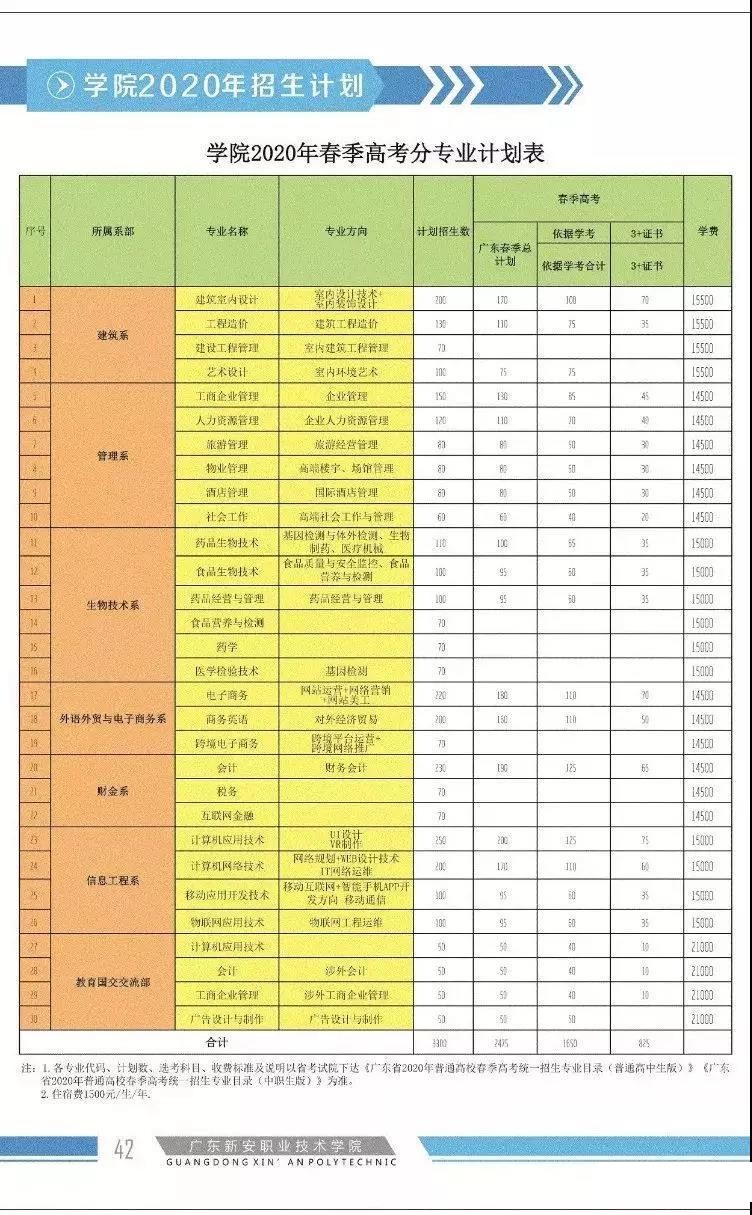 学院2020年招生计划
学院2020年春季高考分专业计划表
序号 所属系部 专业名称 专业方向 计划招生数 春季高考 学费
广东春季总计划 依据学考 3+证书
依据学考合计 3+证书
1 建筑系 建筑室内设计 室内设计技术+室内装饰设计 200 170 100 70 15500
2 工程造价 建筑工程造价 130 110 75 35 15500
3 建设工程管理 室内建筑工程管理 70 15500
艺术设计 室内环境艺术 100 75 75 15500
5 管理系 工商企业管理 企业管理 150 130 85 45 14500
6 人力资源管理 企业人力资源管理 120 110 70 40 14500
7 旅游管理 旅游经营管理 80 80 50 30 14500
8 物业管理 高端楼宇、场馆管理 80 80 50 30 14500
9 酒店管理 国际酒店管理 80 80 50 30 14500
10 社会工作 高端社会工作与管理 60 60 40 20 14500
11 生物技术系 药品生物技术 基因检测与体外检测、生物制药、医疗机械 110 100 65 35 15000
12 食品生物技术 食品质量与安全监控、食品营养与检测 100 95 60 35 15000
13 药品经营与管理 药品经营与管理 100 95 60 35 15000
14 食品营养与检测 70 15000
15 药学 70 15000
16 医学检验技术 基因检测 70 15000
17 外语外贸与电子商务系 电子商务 网站运营+网络营销+网站美工 220 180 110 70 14500
18 商务英语 对外经济贸易 200 160 110 50 14500
19 跨境电子商务 跨境平台运营+跨境网络推广 70 14500
20 财金系 会计 财务会计 230 190 125 65 14500
21 税务 70 14500
22 互联网金融 70 14500
23 信息工程系 计算机应用技术 UI设计 VR制作 250 200 125 75 15000
24 计算机网络技术 网络规划+WEB设计技术 IT网络运维 200 170 110 60 15000
25 移动应用开发技术 移动互联网+智能手机APP开发方向 移动通信 100 95 60 35 15000
26 物联网应用技术 物联网工程运维 100 95 60 35 15000
27 教育国交交流部 计算机应用技术 50 50 40 10 21000
28 会计 涉外会计 50 50 40 10 21000
29 工商企业管理 涉外工商企业管理 50 50 40 10 21000
30 广告设计与制作 广告设计与制作 50 50 50 21000
合计 3300 2475 1650 825
注：1.各专业代码、计划数、选考科目、收费标准及说明以省考试院下达《广东省2020年普通高校春季高考统一招生专业目录（普通高中生版）》《广东
省2020年普通高校春季高考统一招生专业目录（中职生版）》为准。
2.住宿费1500元/生/年.
42 广东新安职业技术学院
GUANGDONG XIN' AN POLYTECHNIC